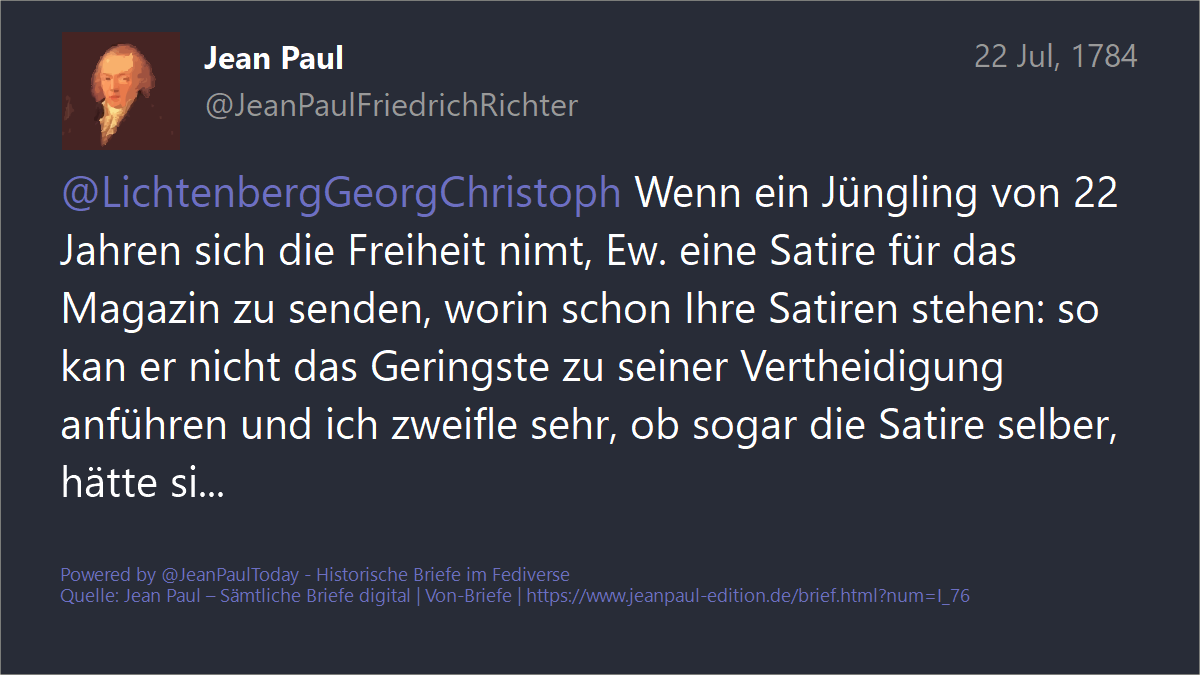 Jean Paul
22 Jul, 1784
@JeanPaulFriedrichRichter
@LichtenbergGeorgChristoph Wenn ein Jüngling von 22
Jahren sich die Freiheit nimt, Ew. eine Satire für das
Magazin zu senden, worin schon Ihre Satiren stehen: so
kan er nicht das Geringste zu seiner Vertheidigung
anführen und ich zweifle sehr, ob sogar die Satire selber,
hätte si...
Powered by @JeanPaulToday - Historische Briefe im Fediverse
Quelle: Jean Paul – Sämtliche Briefe digital | Von-Briefe | https://www.jeanpaul-edition.de/brief.html?num=I_76